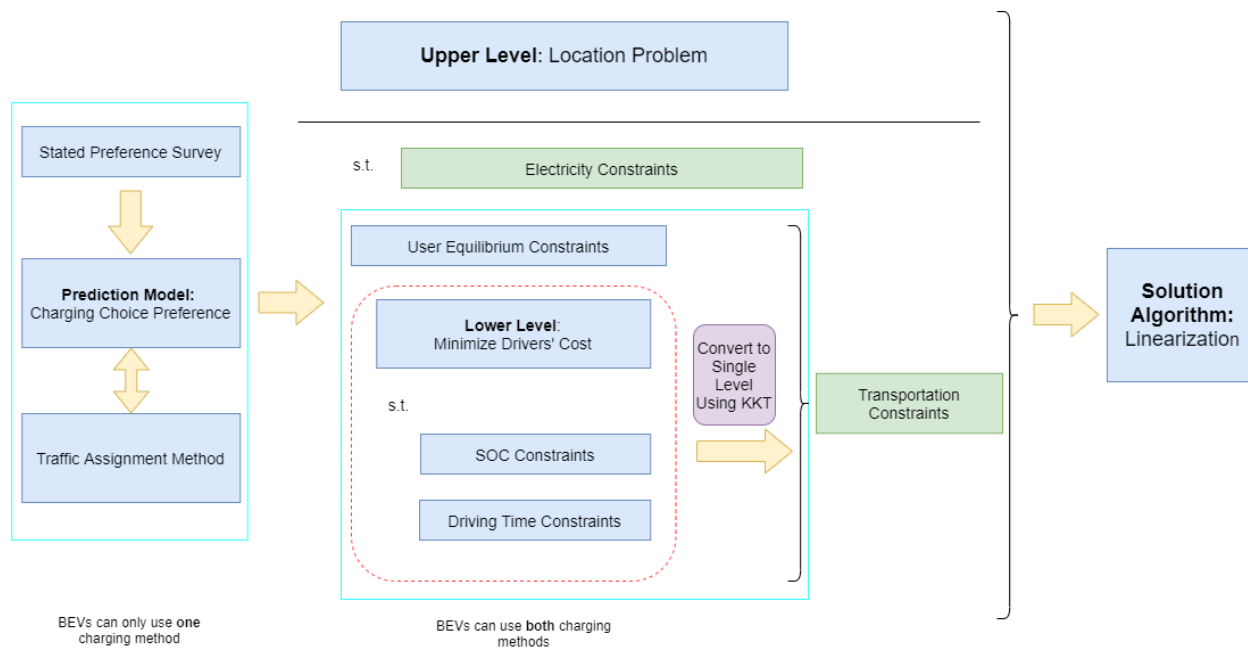 Upper Level: Location Problem
Stated Preference Survey
s.t.
Electricity Constraints
User Equilibrium Constraints
Prediction Model:
Charging Choice Preference
Lower Level:
Minimize Drivers' Cost
Convert to
Single
Level
Using KKT
Solution
Algorithm:
Linearization
Transportation
Constraints
s.t.
Traffic Assignment Method
SOC Constraints
Driving Time Constraints
BEVs can only use one
charging method
BEVs can use both charging
methods